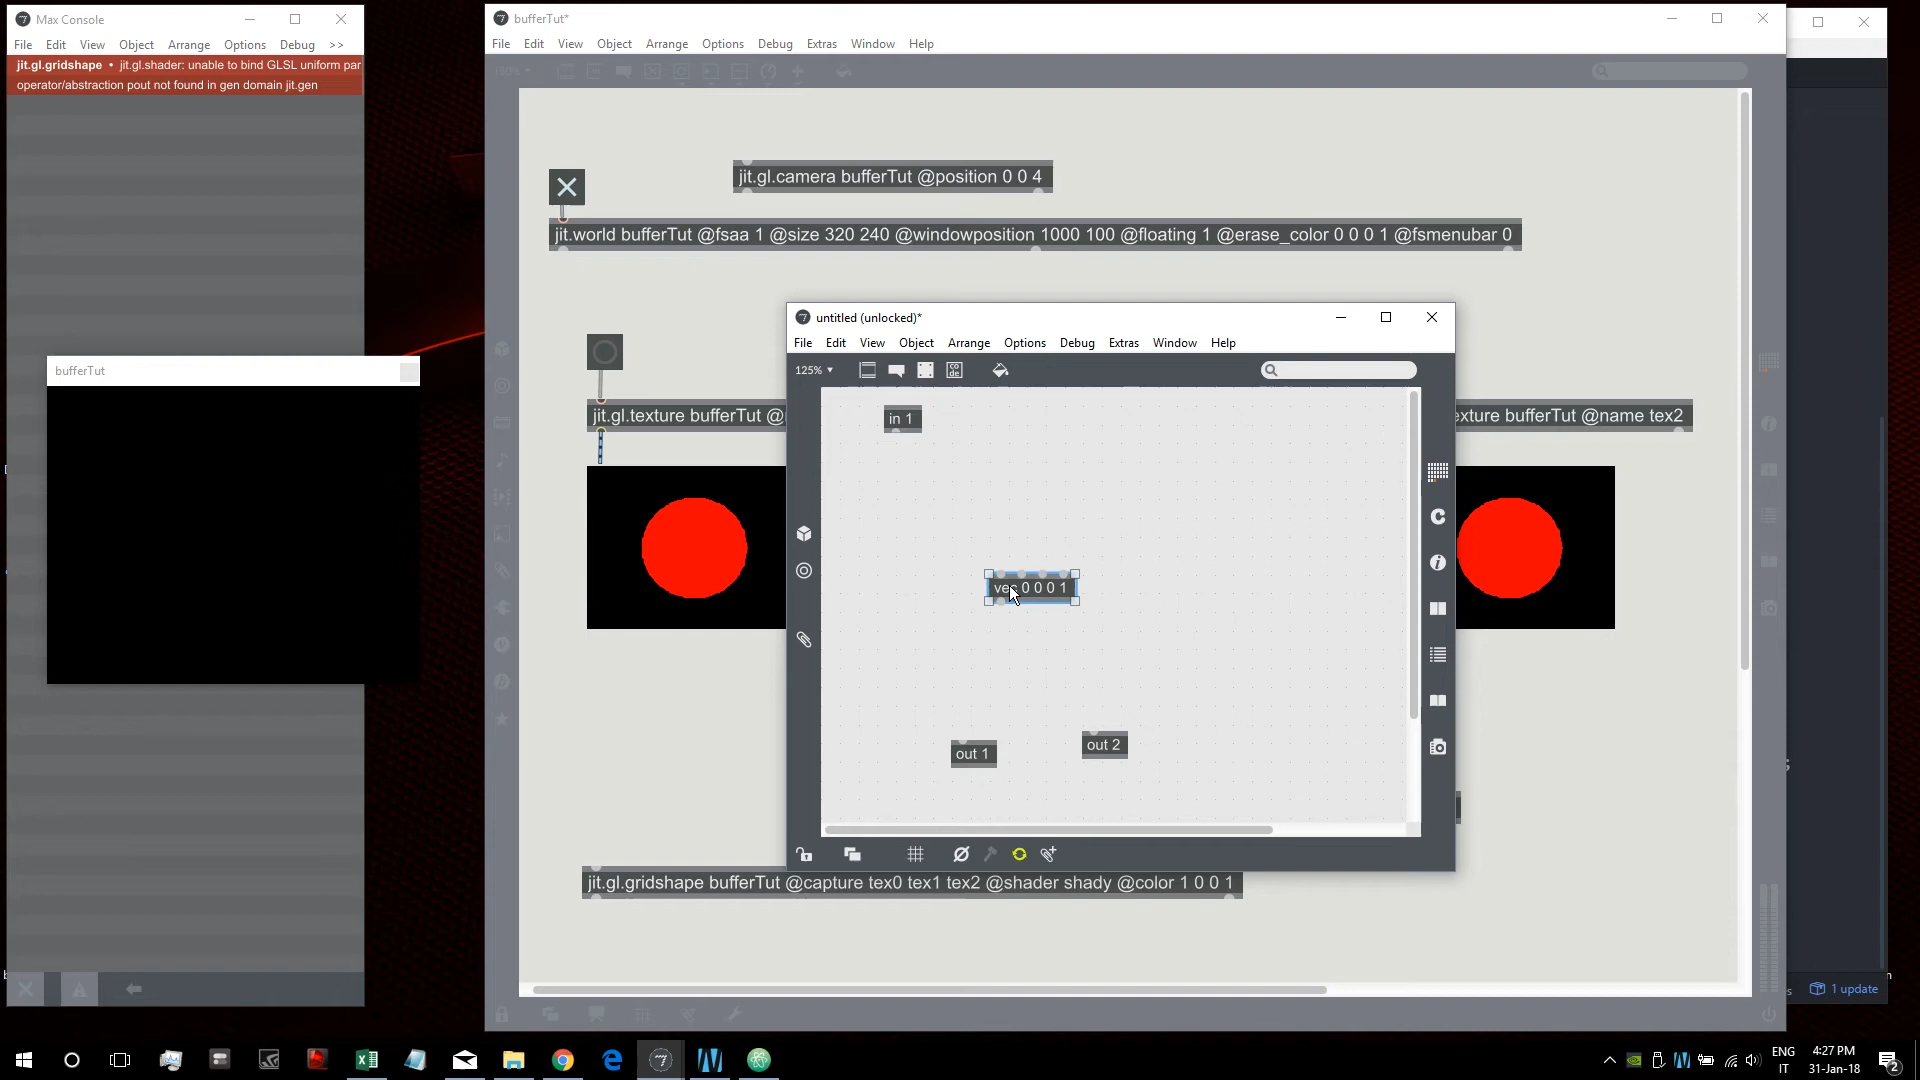 Max Console
File Edit View Object Arrange Options Debug >>
jit.gl.gridshape • jit.gl.shader: unable to bind GLSL uniform par
operator/abstraction pout not found in gen domain jit.gen
bufferTut
bufferTut*
File Edit View Object Arrange Options Debug Extras Window Help
jit.gl.camera bufferTut @position 0 0 4
jit.world bufferTut @fsaa 1 @size 320 240 @windowposition 1000 100 @floating 1 @erase_color 0 0 0 1 @fsmenubar 0
jit.gl.texture bufferTut
exture bufferTut @name tex2
untitled (unlocked)*
File Edit View Object Arrange Options Debug Extras Window Help
125%
in 1
vec 0 0 0 1
out 1
out 2
jit.gl.gridshape bufferTut @capture tex0 tex1 tex2 @shader shady @color 1 0 0 1
1 update
ENG
IT
4:27 PM
31-Jan-18
2